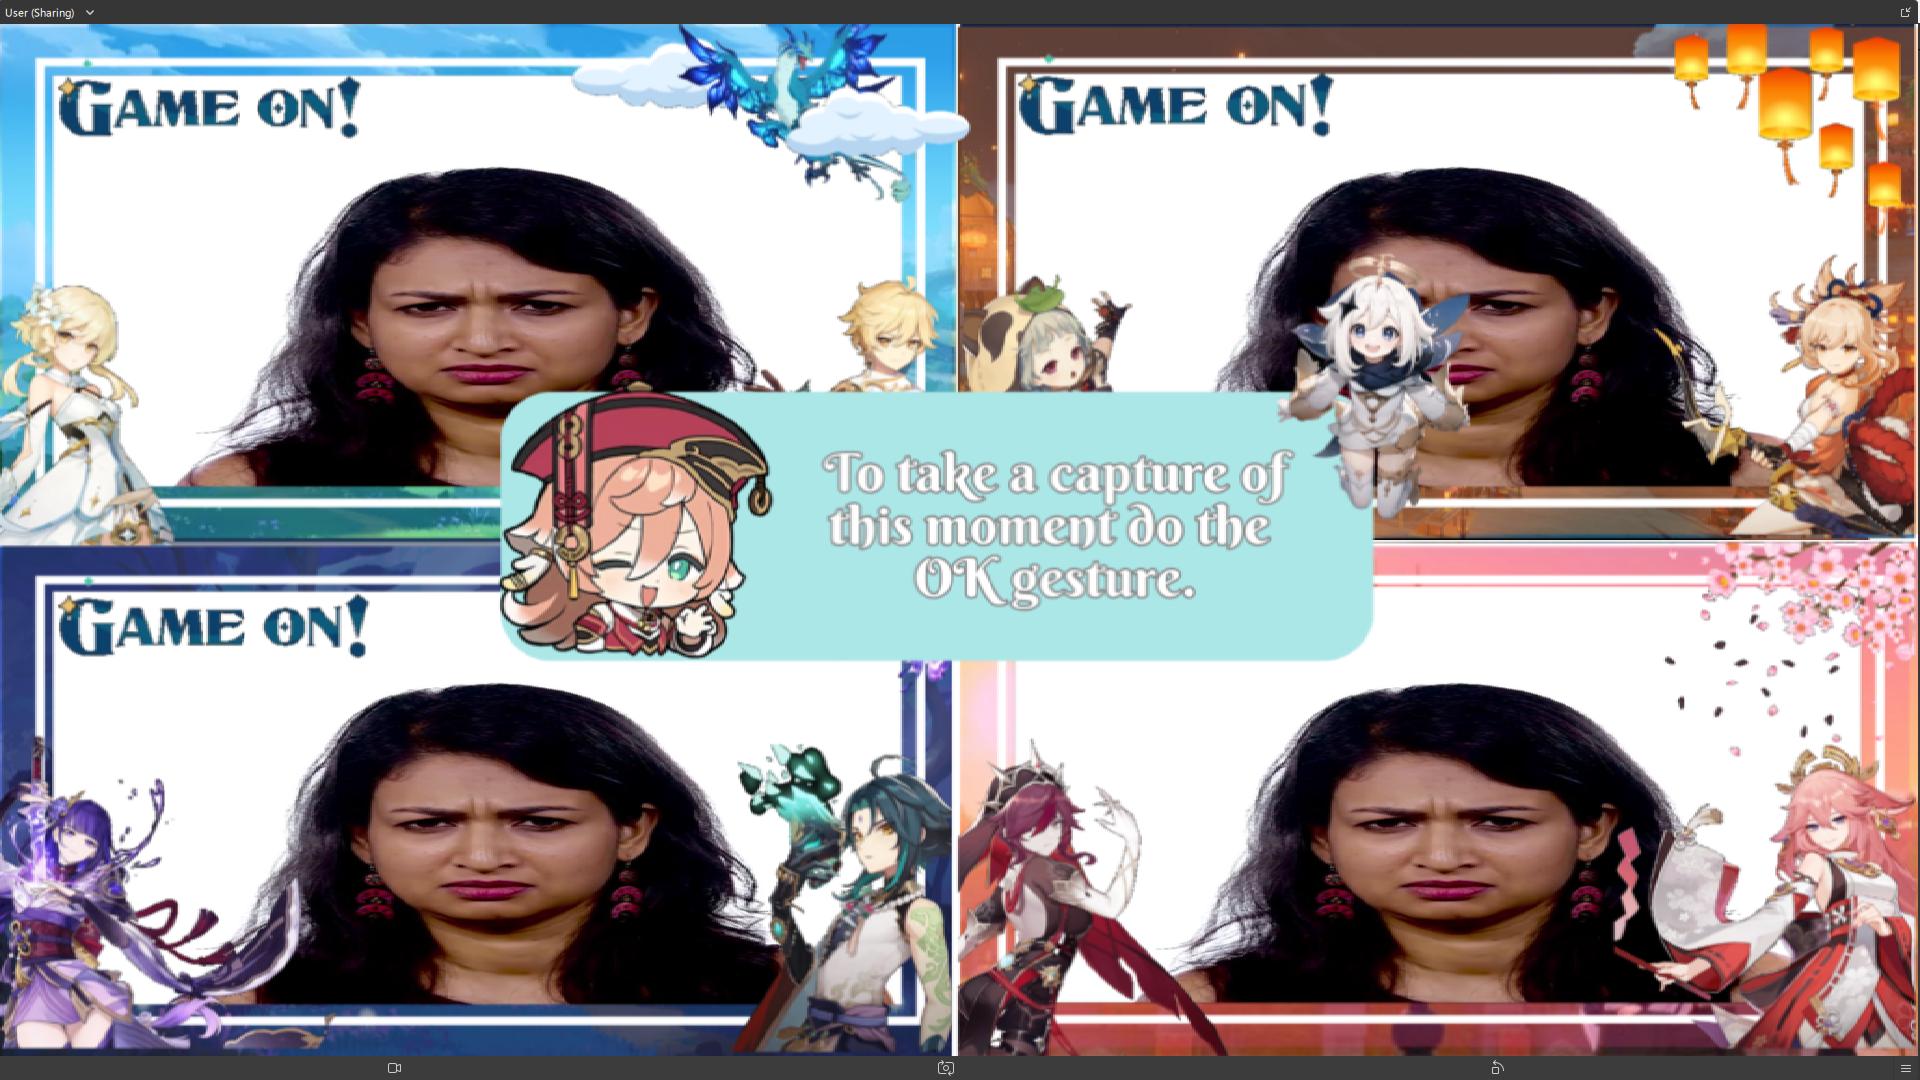 User (Sharing)
GAME ON!
GAME ON!
To take a capture of
this moment do the
OK gesture.
GAME ON!